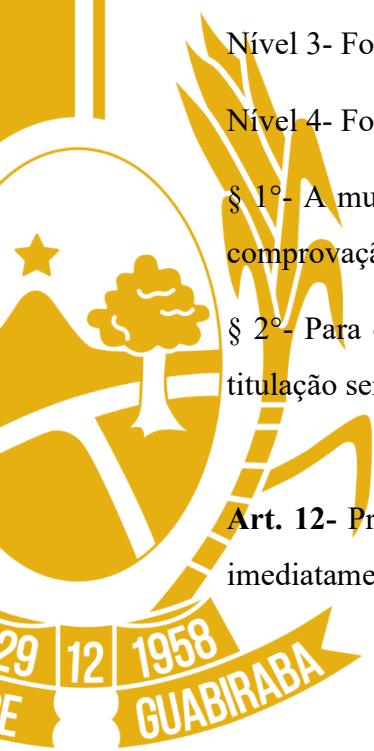 Nível 3- Fo
Nível 4- Fo
§ 1°- A mu
comprovaçã
§ 2°- Para
titulação se
Art. 12- Pr
imediatame
29 12 1958
E GUABIRABA